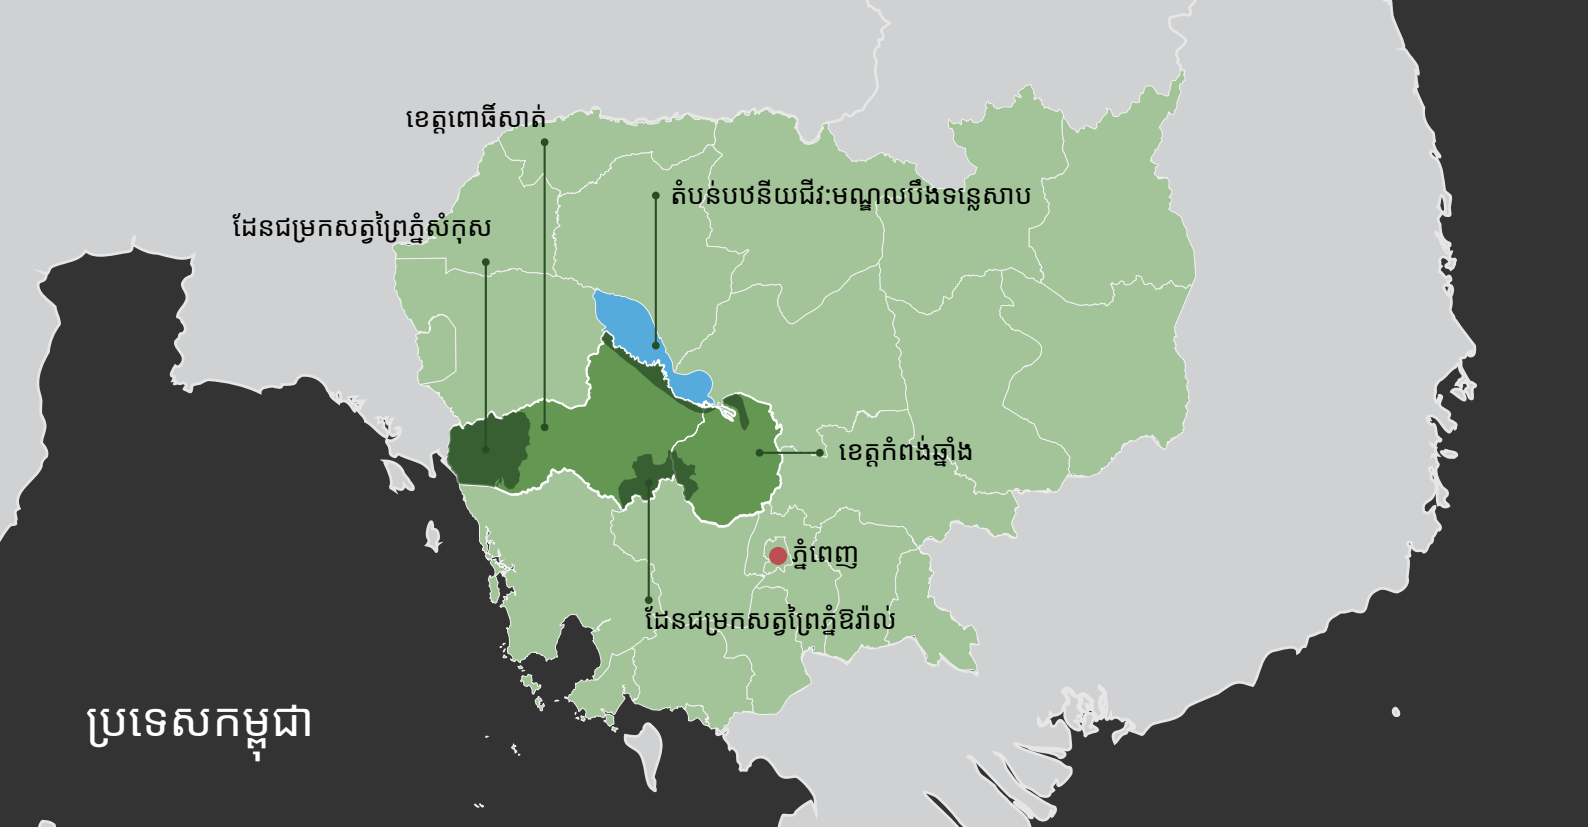 ខេត្តពោធិ៍សាត់
តំបន់បឋនីយជីវៈមណ្ឌលបឹងទន្លេសាប
ដែនជម្រកសត្វព្រៃភ្នំសំកុស
ខេត្តកំពង់ឆ្នាំង
ភ្នំពេញ
ដែនជម្រកសត្វព្រៃភ្នំឱរ៉ាល់
ប្រទេសកម្ពុជា